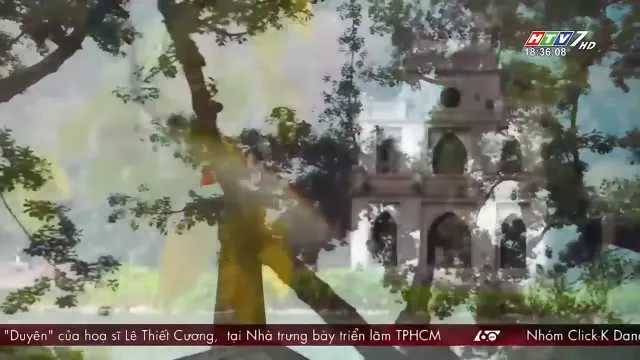 HTV7 HD
18:36:08
"Duyên" của hoạ sĩ Lê Thiết Cương, tại Nhà trưng bày triển lãm TPHCM
Nhóm Click-K Dan